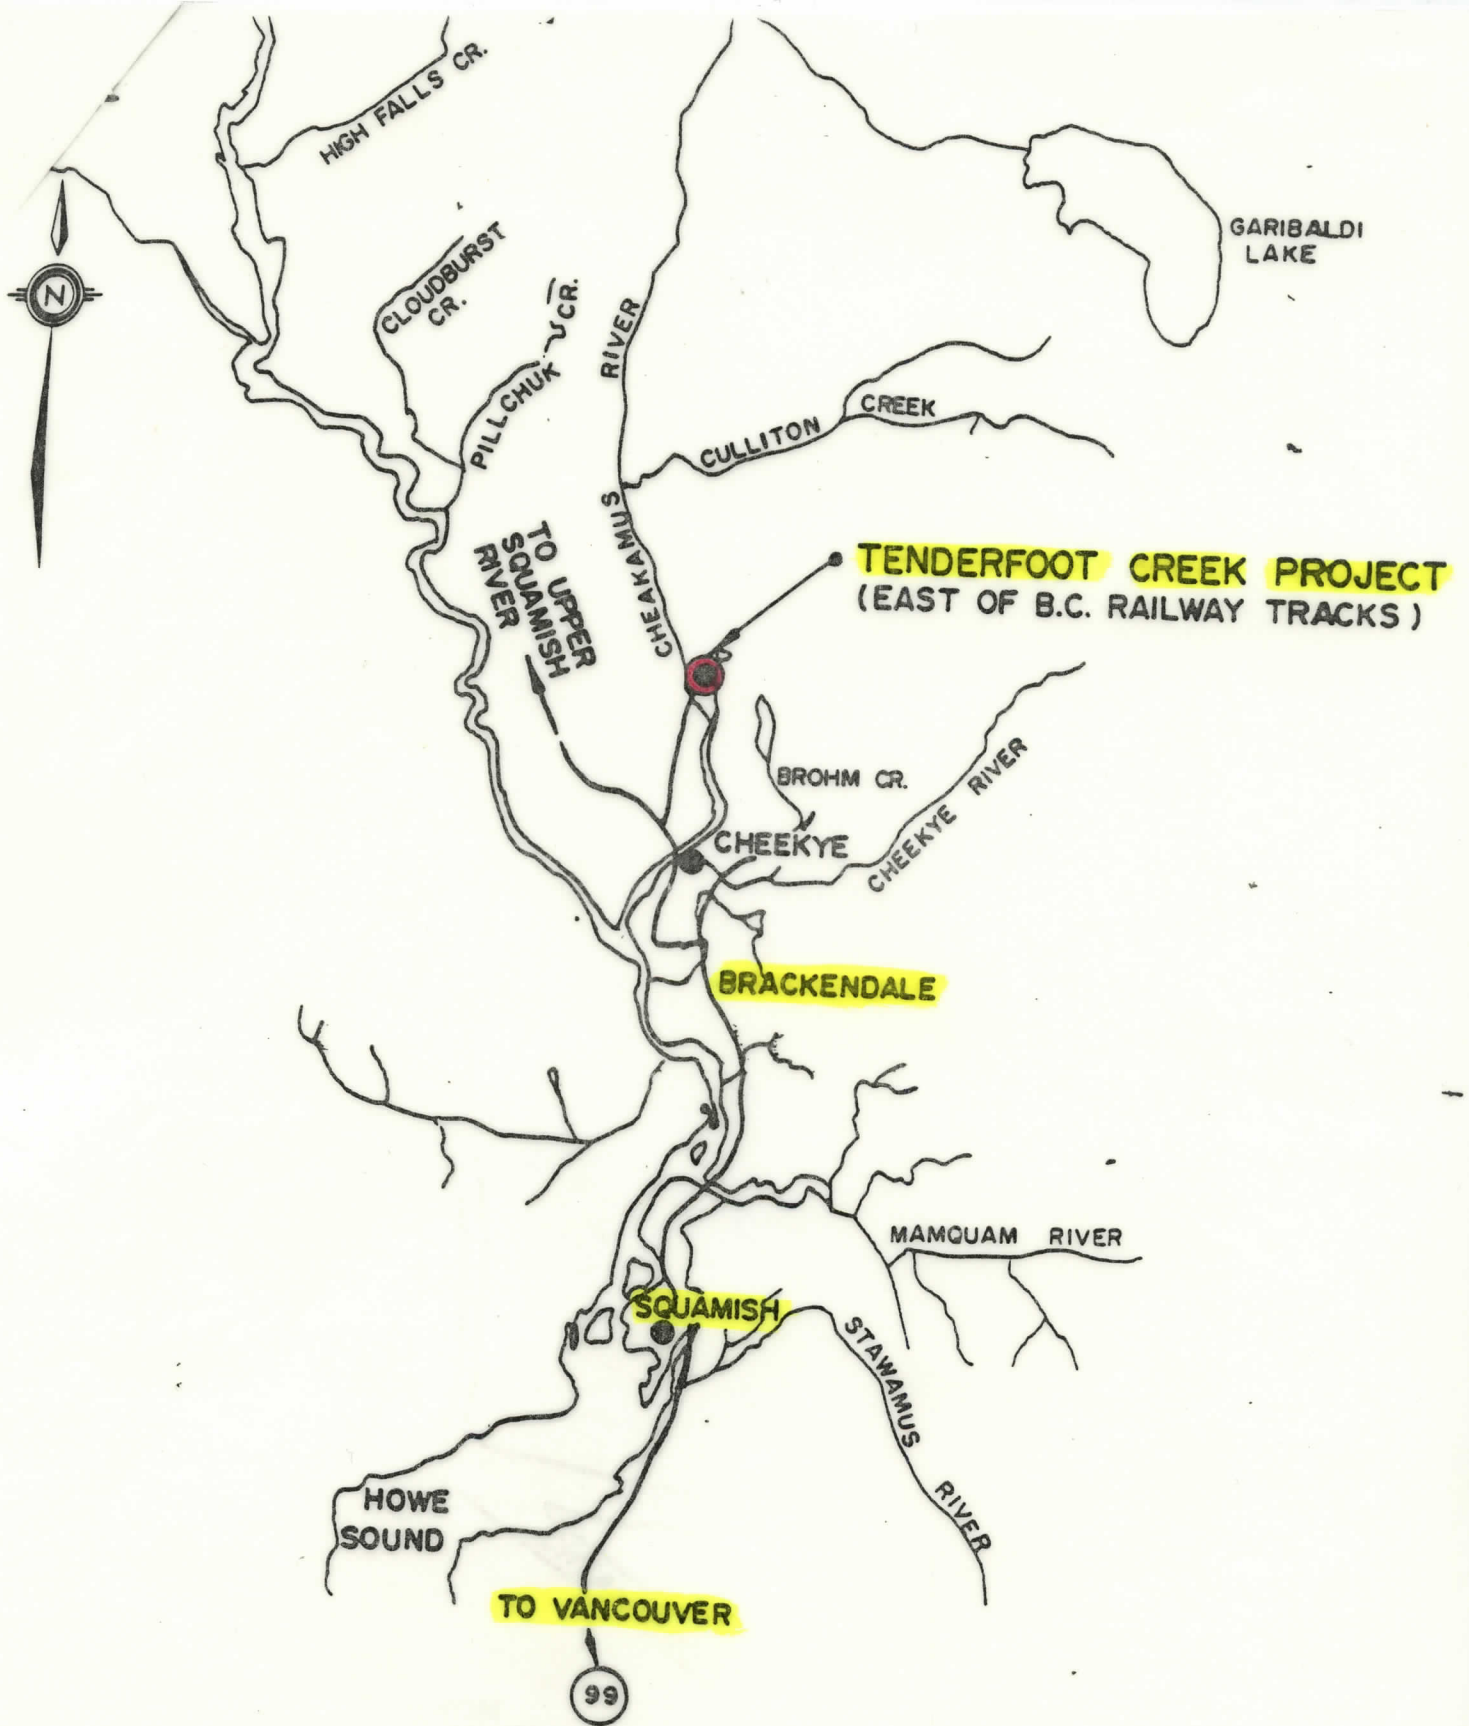 HIGH FALLS CR.
GARIBALDI
LAKE
N
CLOUDBURST
CR.
PILLCHUK CR.
CHEAKAMUS RIVER
CULLITON CREEK
TO UPPER
SQUAMISH
RIVER
TENDERFOOT CREEK PROJECT
(EAST OF B.C. RAILWAY TRACKS)
BROHM CR.
CHEEKYE RIVER
CHEEKYE
BRACKENDALE
MAMQUAM RIVER
SQUAMISH
STAWAMUS RIVER
HOWE
SOUND
TO VANCOUVER
99